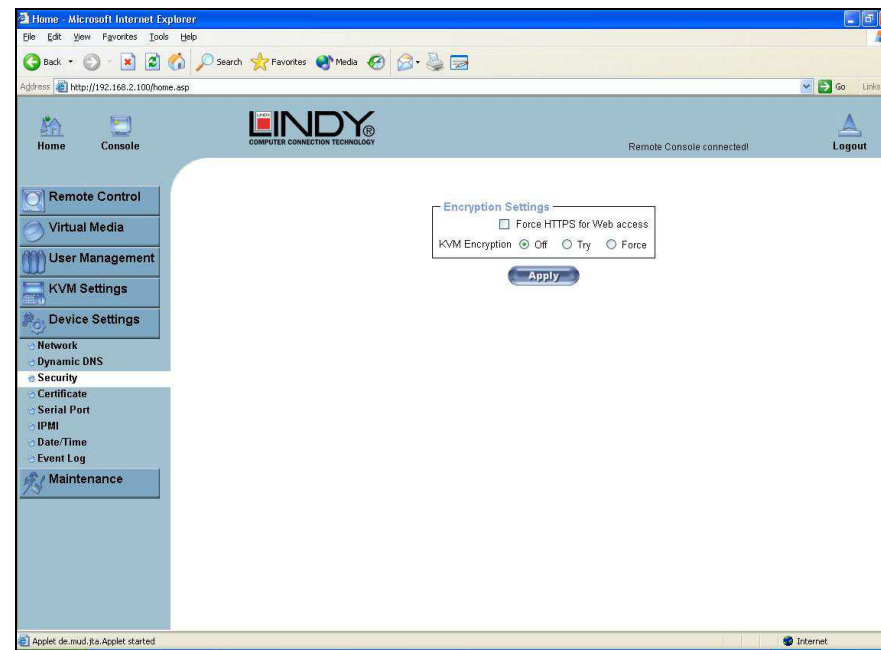 Home - Microsoft Internet Explorer
File Edit View Favorites Tools Help
Back Search Favorites Media
Address http://192.168.2.100/home.asp Go Links
Home Console
LINDY®
COMPUTER CONNECTION TECHNOLOGY
Remote Console connected!
Logout
Remote Control
Virtual Media
User Management
KVM Settings
Device Settings
Network
Dynamic DNS
Security
Certificate
Serial Port
IPMI
Date/Time
Event Log
Maintenance
Encryption Settings
Force HTTPS for Web access
KVM Encryption Off Try Force
Apply
Applet de.mud.jta.Applet started Internet